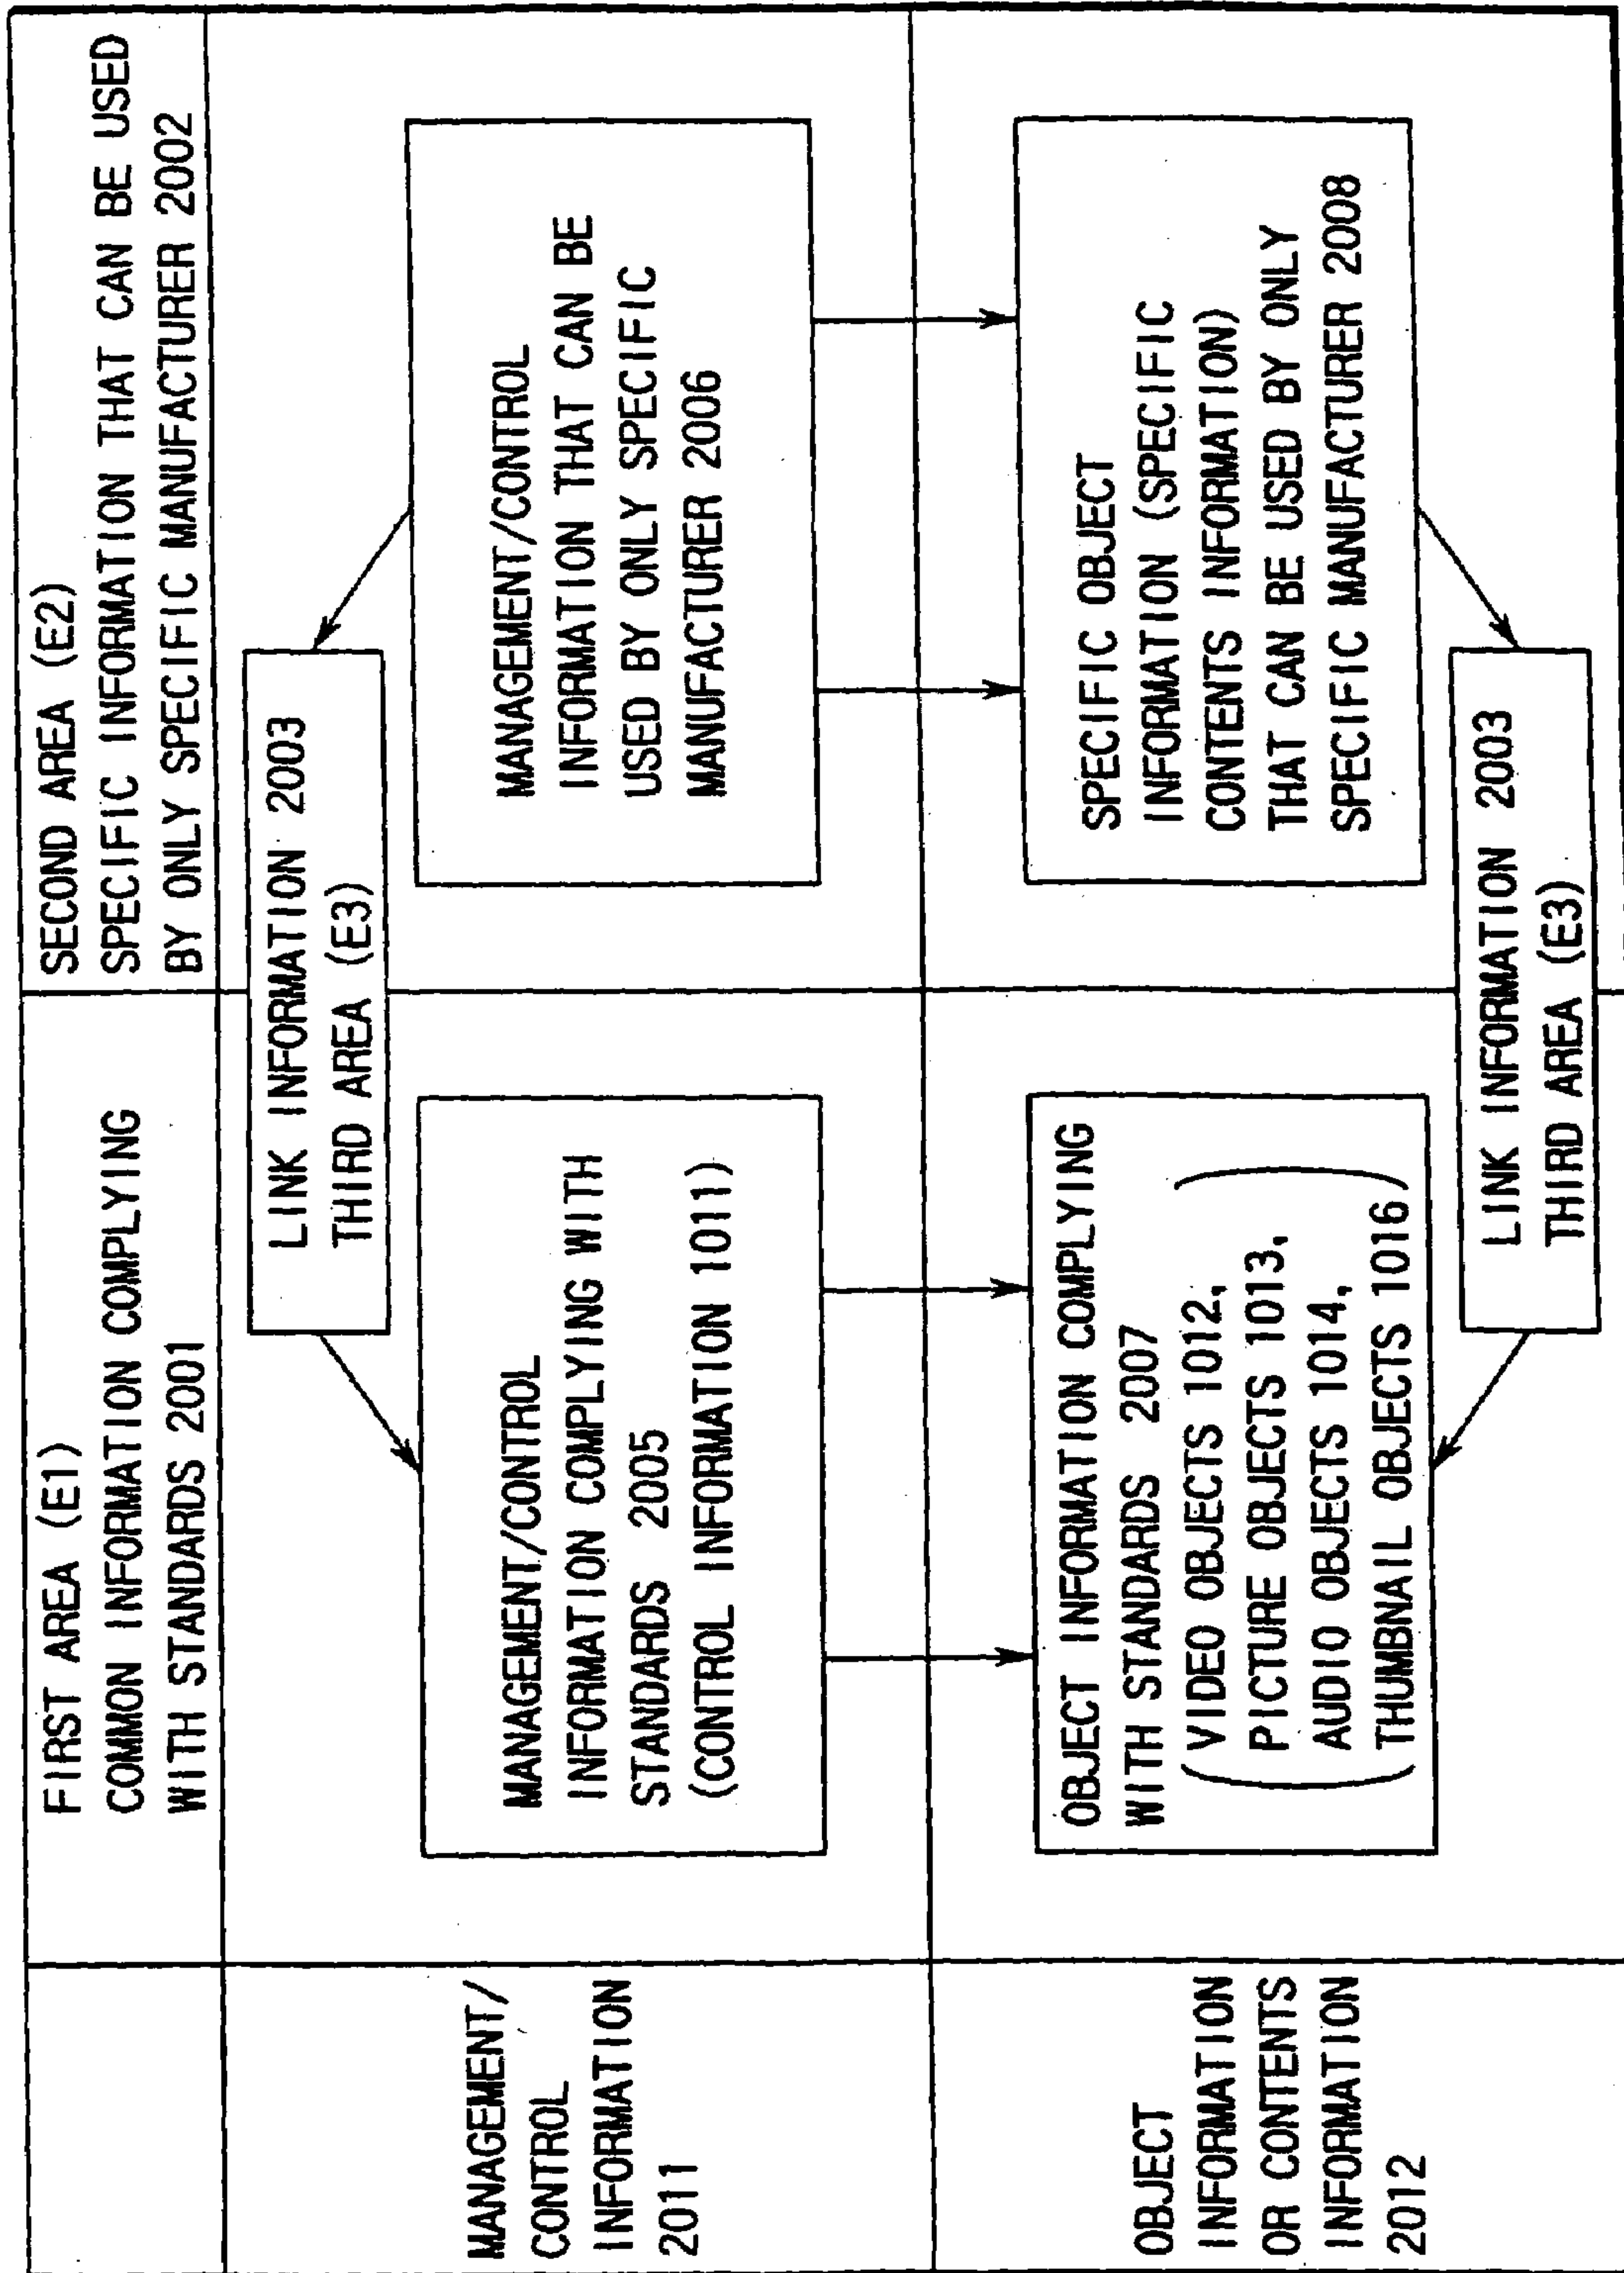 FIRST AREA (E1)
COMMON INFORMATION COMPLYING
WITH STANDARDS 2001
SECOND AREA (E2)
SPECIFIC INFORMATION THAT CAN BE USED
BY ONLY SPECIFIC MANUFACTURER 2002
MANAGEMENT/
CONTROL
INFORMATION
2011
LINK INFORMATION 2003
THIRD AREA (E3)
MANAGEMENT/CONTROL
INFORMATION COMPLYING WITH
STANDARDS 2005
(CONTROL INFORMATION 1011)
MANAGEMENT/CONTROL
INFORMATION THAT CAN BE
USED BY ONLY SPECIFIC
MANUFACTURER 2006
OBJECT
INFORMATION
OR CONTENTS
INFORMATION
2012
OBJECT INFORMATION COMPLYING
WITH STANDARDS 2007
(VIDEO OBJECTS 1012,
PICTURE OBJECTS 1013,
AUDIO OBJECTS 1014,
THUMBNAIL OBJECTS 1016)
SPECIFIC OBJECT
INFORMATION (SPECIFIC
CONTENTS INFORMATION)
THAT CAN BE USED BY ONLY
SPECIFIC MANUFACTURER 2008
LINK INFORMATION 2003
THIRD AREA (E3)